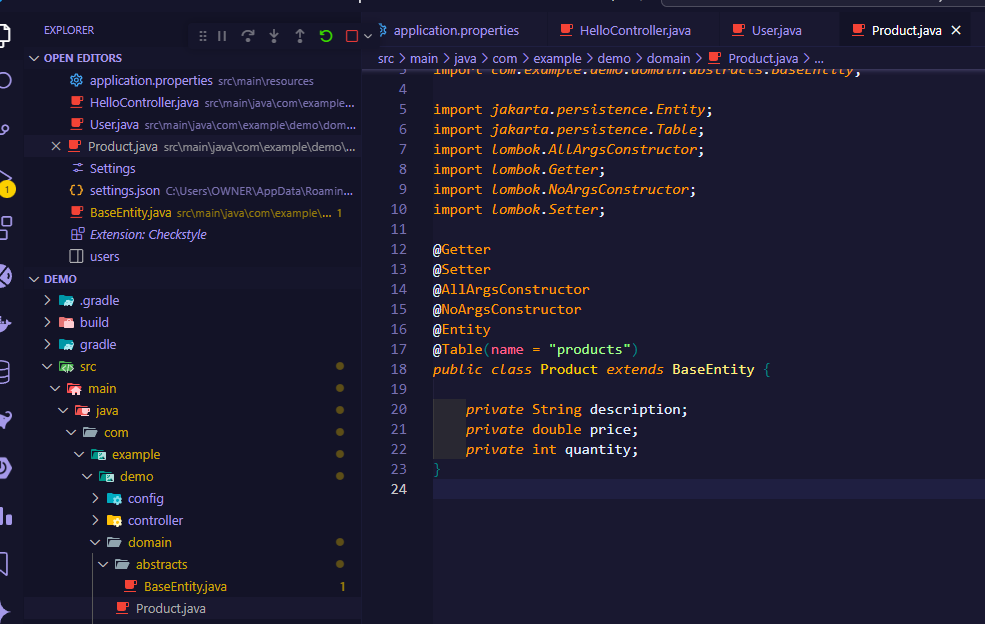 EXPLORER
OPEN EDITORS
application.properties src\main\resources
HelloController.java src\main\java\com\example...
User.java src\main\java\com\example\demo\dom...
Product.java src\main\java\com\example\demo\...
Settings
settings.json C:\Users\OWNER\AppData\Roamin...
BaseEntity.java src\main\java\com\example\... 1
Extension: Checkstyle
users
1
DEMO
.gradle
build
gradle
src
main
java
com
example
demo
config
controller
domain
abstracts
BaseEntity.java 1
Product.java
application.properties HelloController.java User.java Product.java
src > main > java > com > example > demo > domain > Product.java > ...
3 import com.example.demo.domain.abstracts.BaseEntity;
4
5 import jakarta.persistence.Entity;
6 import jakarta.persistence.Table;
7 import lombok.AllArgsConstructor;
8 import lombok.Getter;
9 import lombok.NoArgsConstructor;
10 import lombok.Setter;
11
12 @Getter
13 @Setter
14 @AllArgsConstructor
15 @NoArgsConstructor
16 @Entity
17 @Table(name = "products")
18 public class Product extends BaseEntity {
19
20 private String description;
21 private double price;
22 private int quantity;
23 }
24